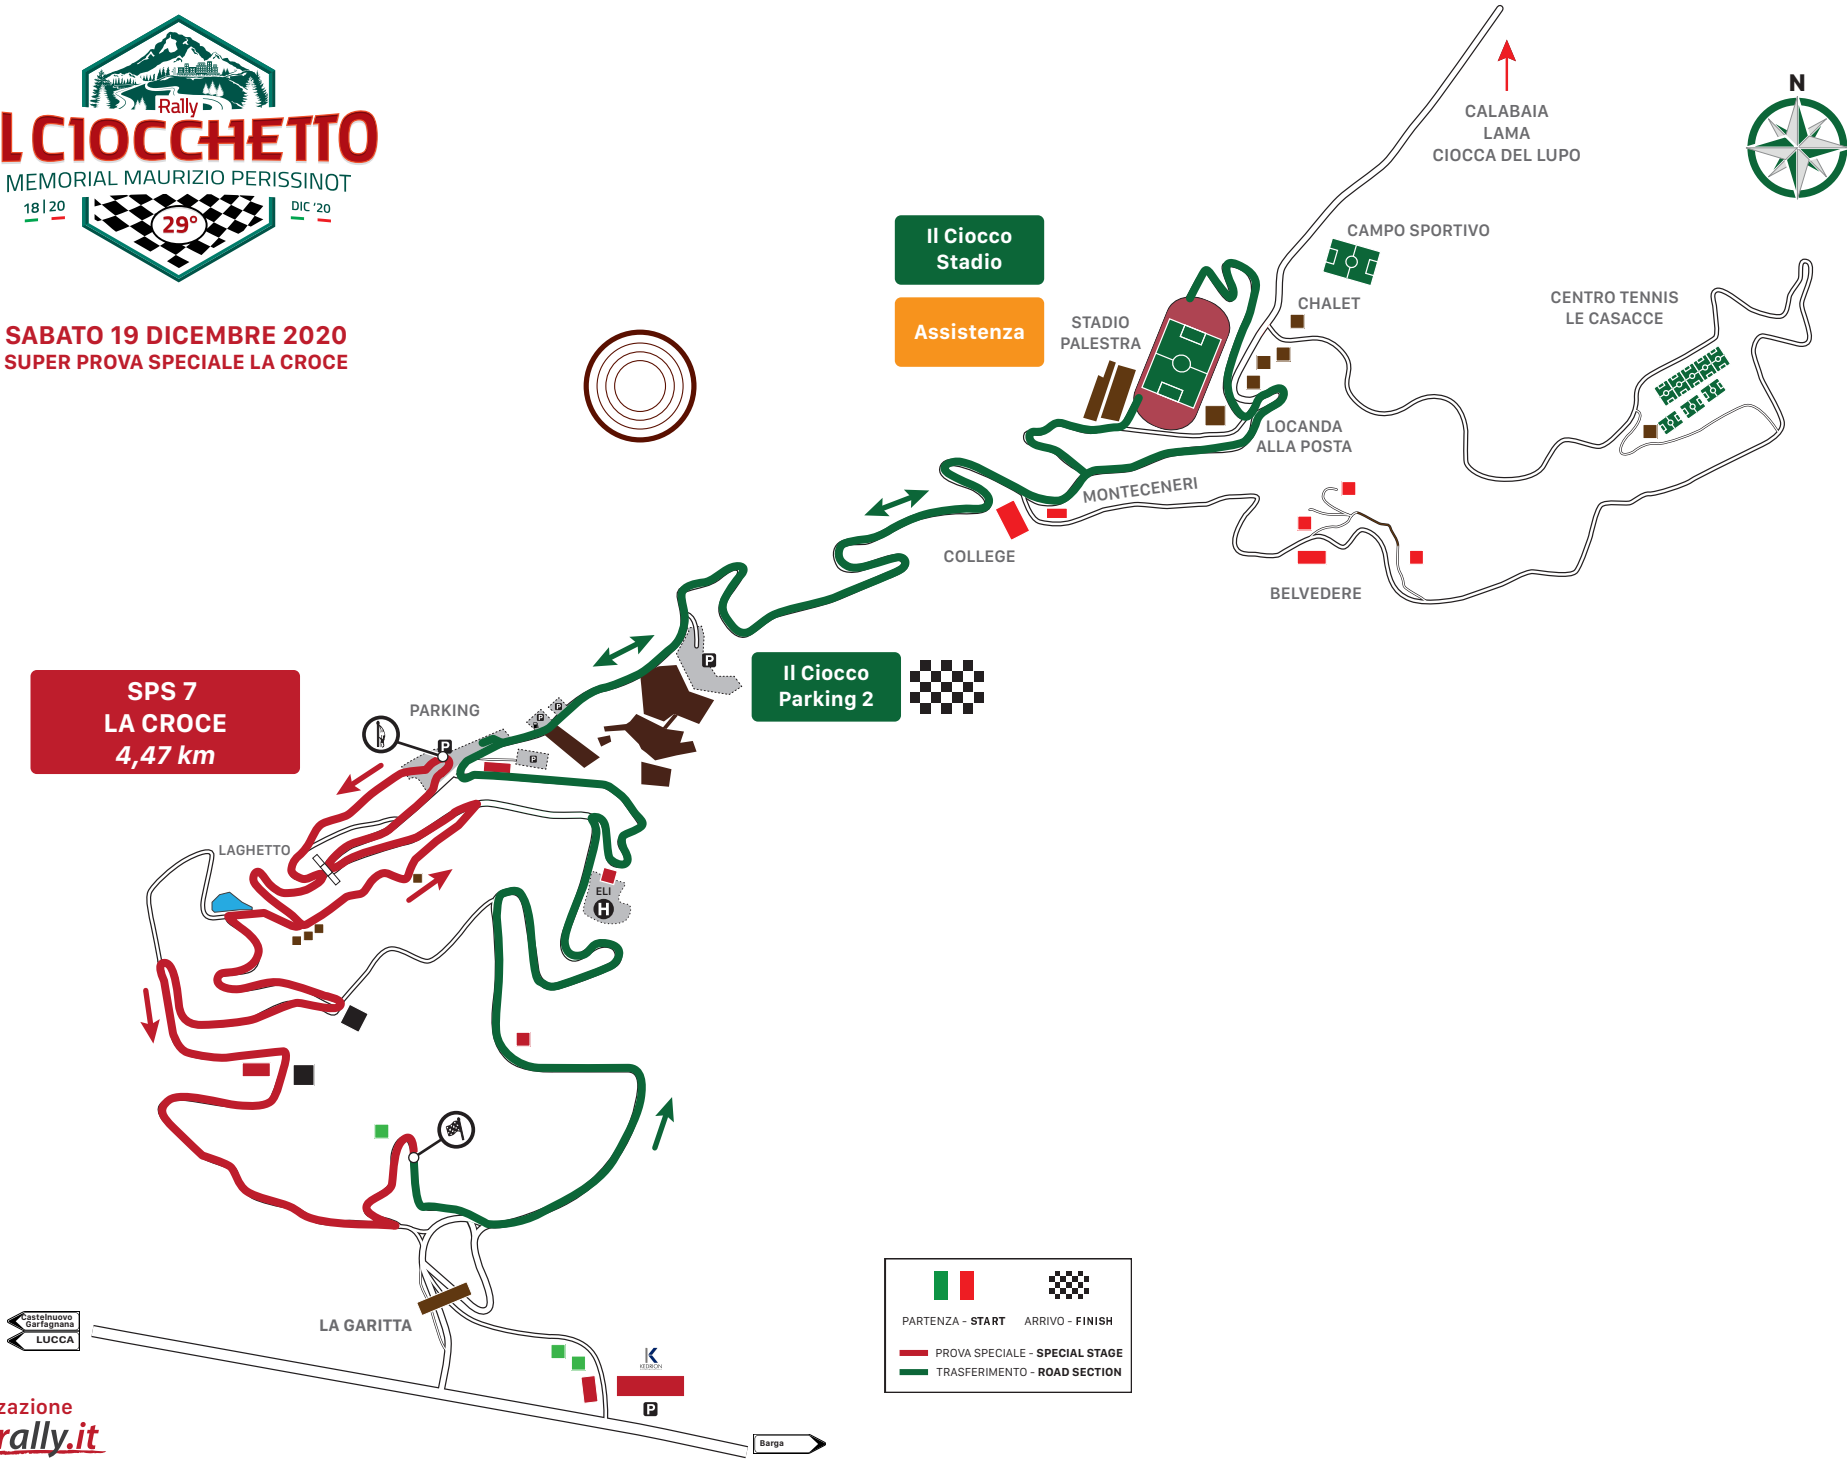 Rally
IL CIOCCHETTO
MEMORIAL MAURIZIO PERISSINOT
18|20
DIC '20
29°
SABATO 19 DICEMBRE 2020
SUPER PROVA SPECIALE LA CROCE
N
CALABAIA
LAMA
CIOCCA DEL LUPO
CAMPO SPORTIVO
Il Ciocco
Stadio
Assistenza
STADIO
PALESTRA
CHALET
CENTRO TENNIS
LE CASACCE
LOCANDA
ALLA POSTA
MONTECENERI
COLLEGE
BELVEDERE
P
Il Ciocco
Parking 2
SPS 7
LA CROCE
4,47 km
PARKING
P
P
P
P
LAGHETTO
ELI
H
LA GARITTA
Castelnuovo
Garfagnana
LUCCA
K
KEDRION
P
Barga
PARTENZA - START
ARRIVO - FINISH
PROVA SPECIALE - SPECIAL STAGE
TRASFERIMENTO - ROAD SECTION
zazione
rally.it